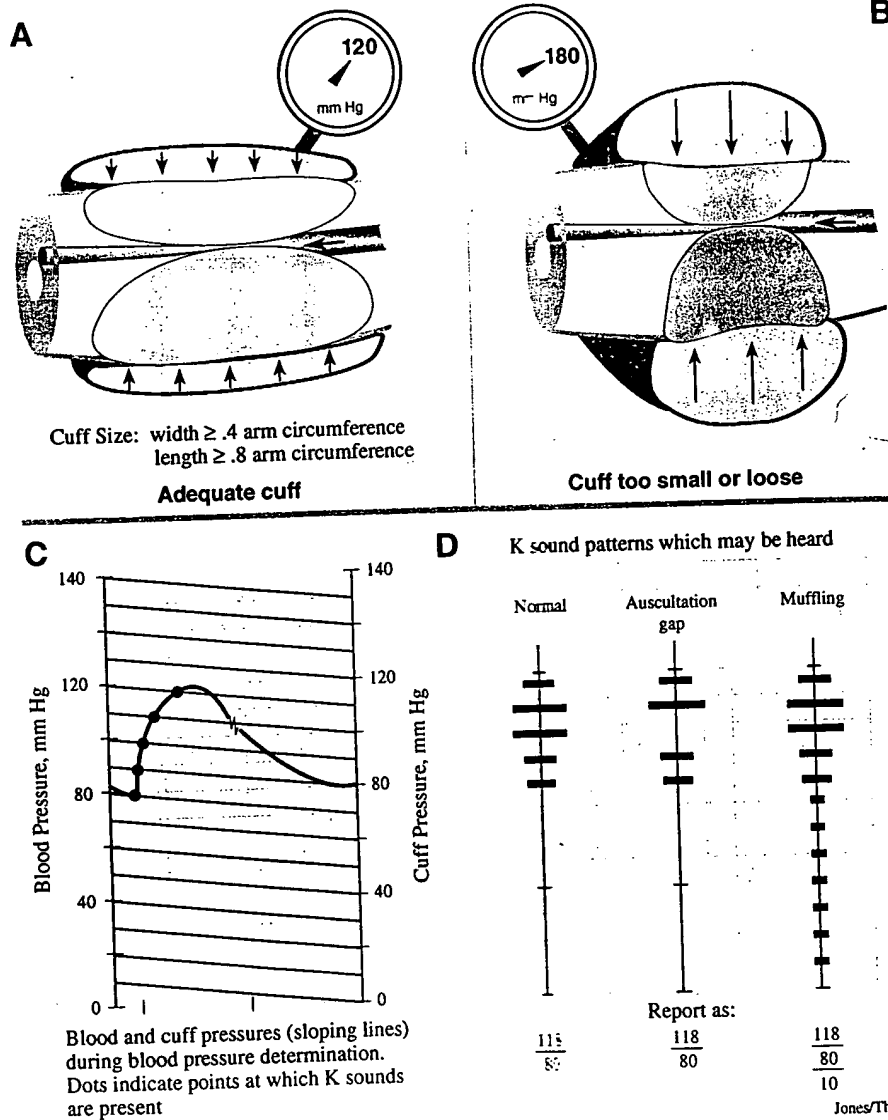 A
120
mm Hg
Cuff Size: width ≥ .4 arm circumference
length ≥ .8 arm circumference
Adequate cuff
B
180
Hg
Cuff too small or loose
C
140
120
80
40
0
Blood Pressure, mm Hg
140
120
80
40
0
Cuff Pressure, mm Hg
Blood and cuff pressures (sloping lines)
during blood pressure determination.
Dots indicate points at which K sounds
are present
D
K sound patterns which may be heard
Normal
Auscultation
gap
Muffling
Report as:
118
80
118
80
10